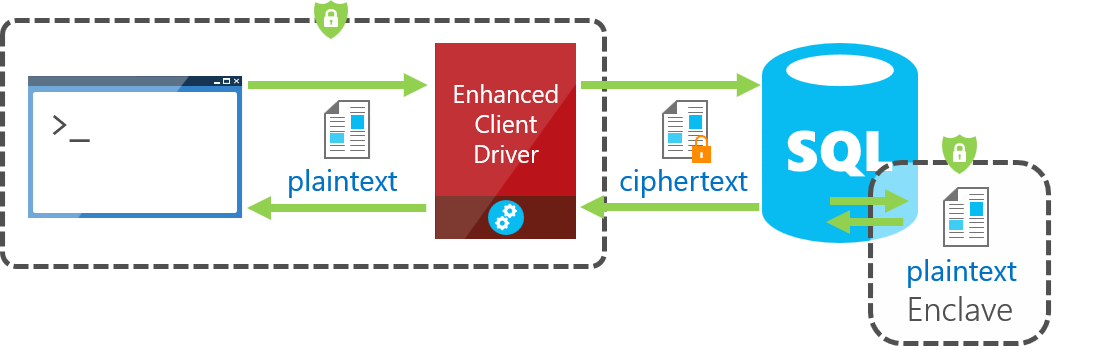 >_
plaintext
Enhanced
Client
Driver
ciphertext
SQL
plaintext
Enclave